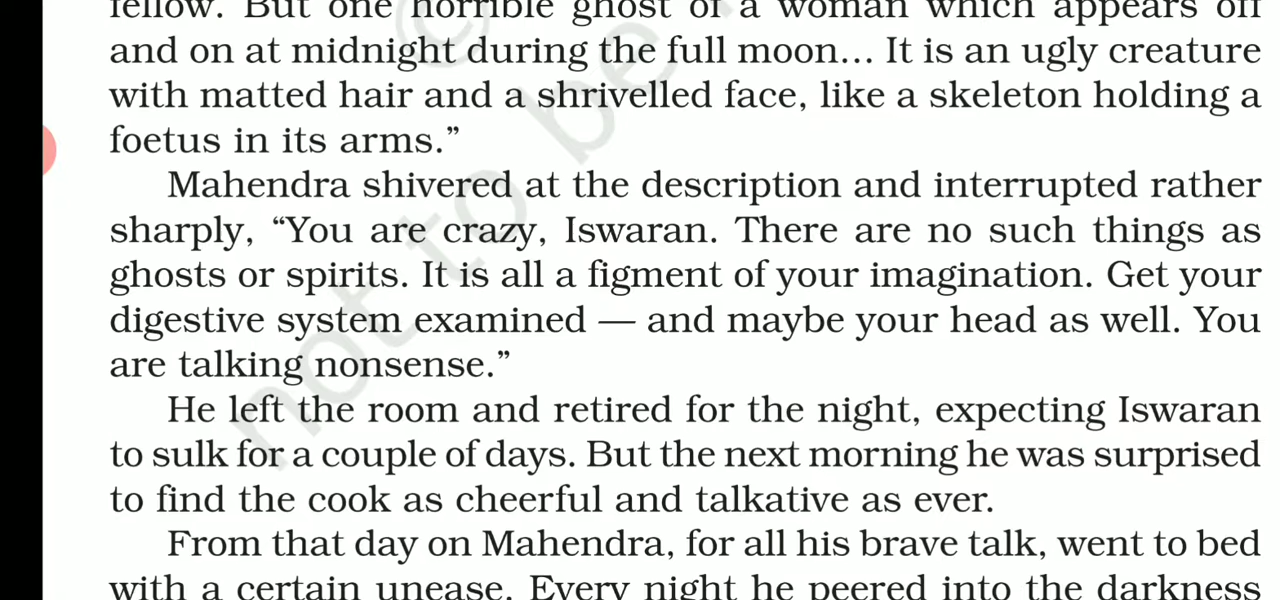 fellow. But one horrible ghost of a woman which appears off
and on at midnight during the full moon... It is an ugly creature
with matted hair and a shrivelled face, like a skeleton holding a
foetus in its arms.”
Mahendra shivered at the description and interrupted rather
sharply, “You are crazy, Iswaran. There are no such things as
ghosts or spirits. It is all a figment of your imagination. Get your
digestive system examined — and maybe your head as well. You
are talking nonsense.”
He left the room and retired for the night, expecting Iswaran
to sulk for a couple of days. But the next morning he was surprised
to find the cook as cheerful and talkative as ever.
From that day on Mahendra, for all his brave talk, went to bed
with a certain unease. Every night he peered into the darkness
©
not to be